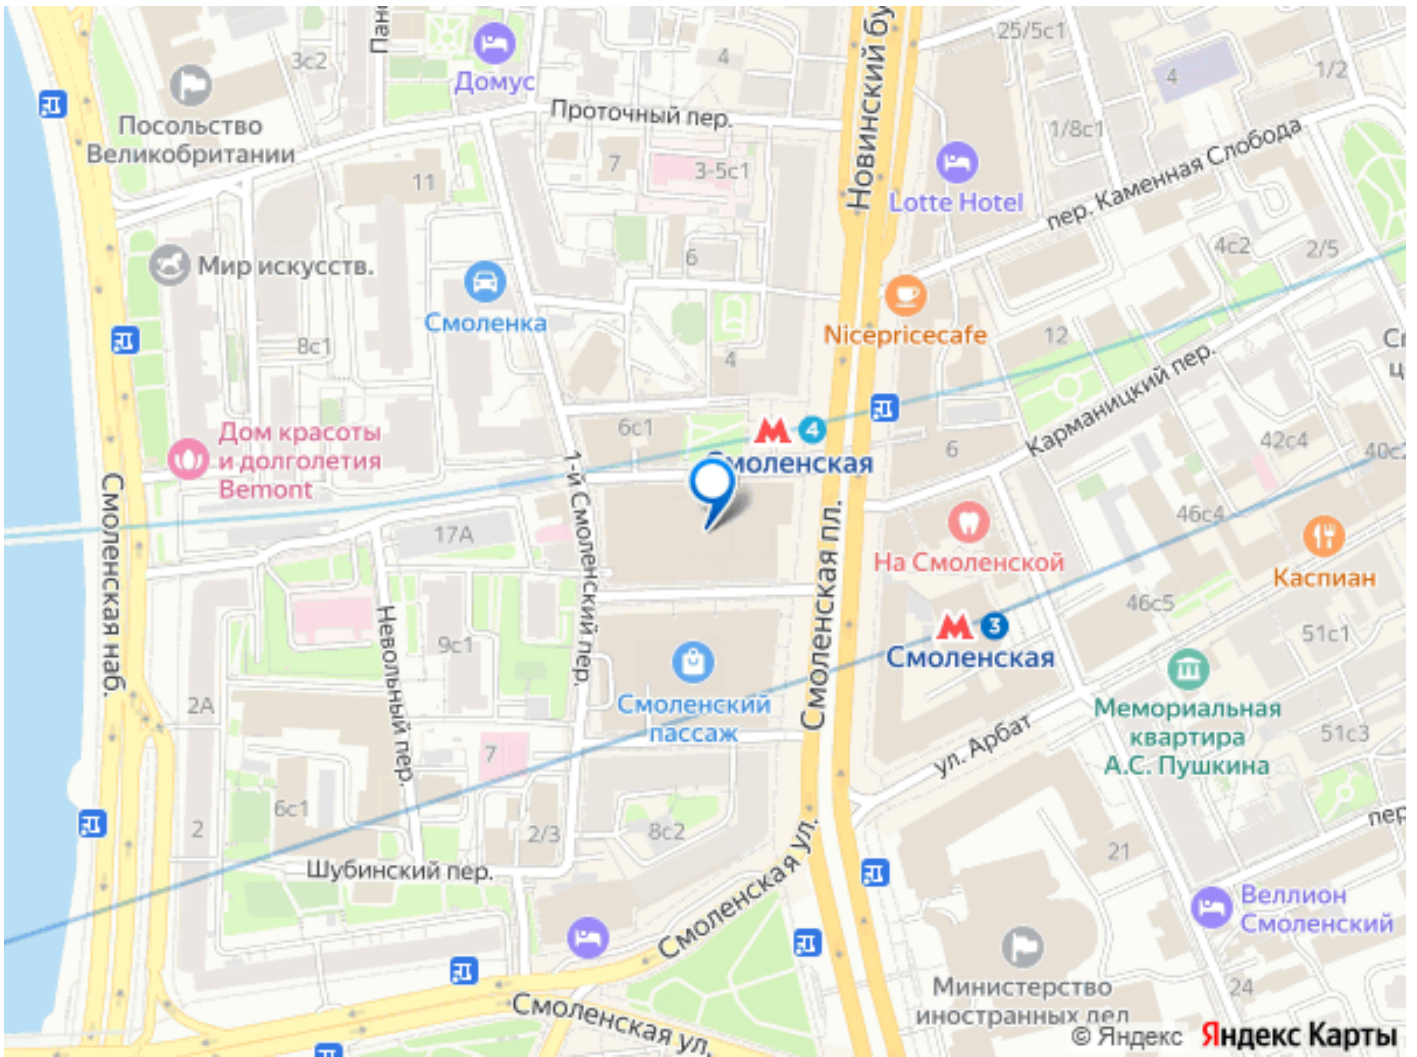 25/5с1
3с2
4
Домус
4
1/2
Посольство
Великобритании
Проточный пер.
1/8с1
Новинский бу
7
3-5с1
11
Lotte Hotel
пер. Каменная Слобода
6
4с2
2/5
Мир искусств.
Смоленка
Nicepricecafe
12
8с1
4
Карманицкий пер.
6с1
М 4
Смоленская
6
42с4
40с2
Дом красоты
и долголетия
Bemont
1-й Смоленский пер.
Смоленская наб.
17А
Смоленская пл.
46с4
На Смоленской
Каспиан
46с5
М 3
Смоленская
51с1
Невольный пер.
9с1
2А
Смоленский
пассаж
Мемориальная
квартира
А.С. Пушкина
51с3
ул. Арбат
7
6с1
2
2/3
8с2
пер
21
Шубинский пер.
Смоленская ул.
Веллион
Смоленский
Министерство
иностранных дел
24
Смоленская ул.
© Яндекс Яндекс Карты